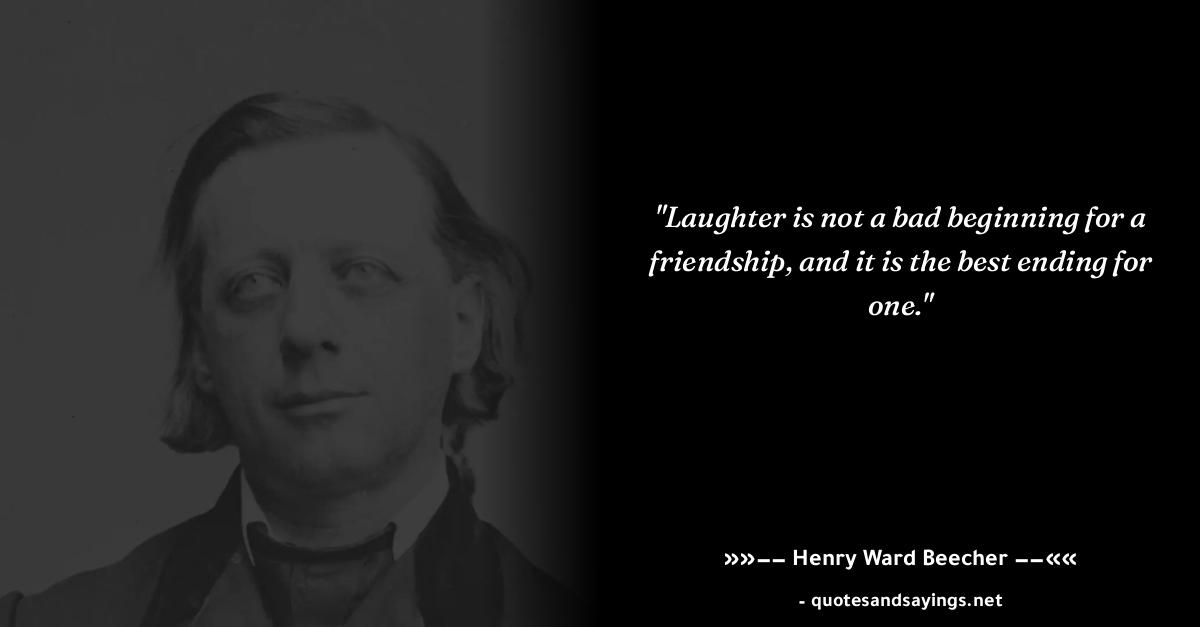 "Laughter is not a bad beginning for a
friendship, and it is the best ending for
one."
»»−− Henry Ward Beecher −−««
- quotesandsayings.net